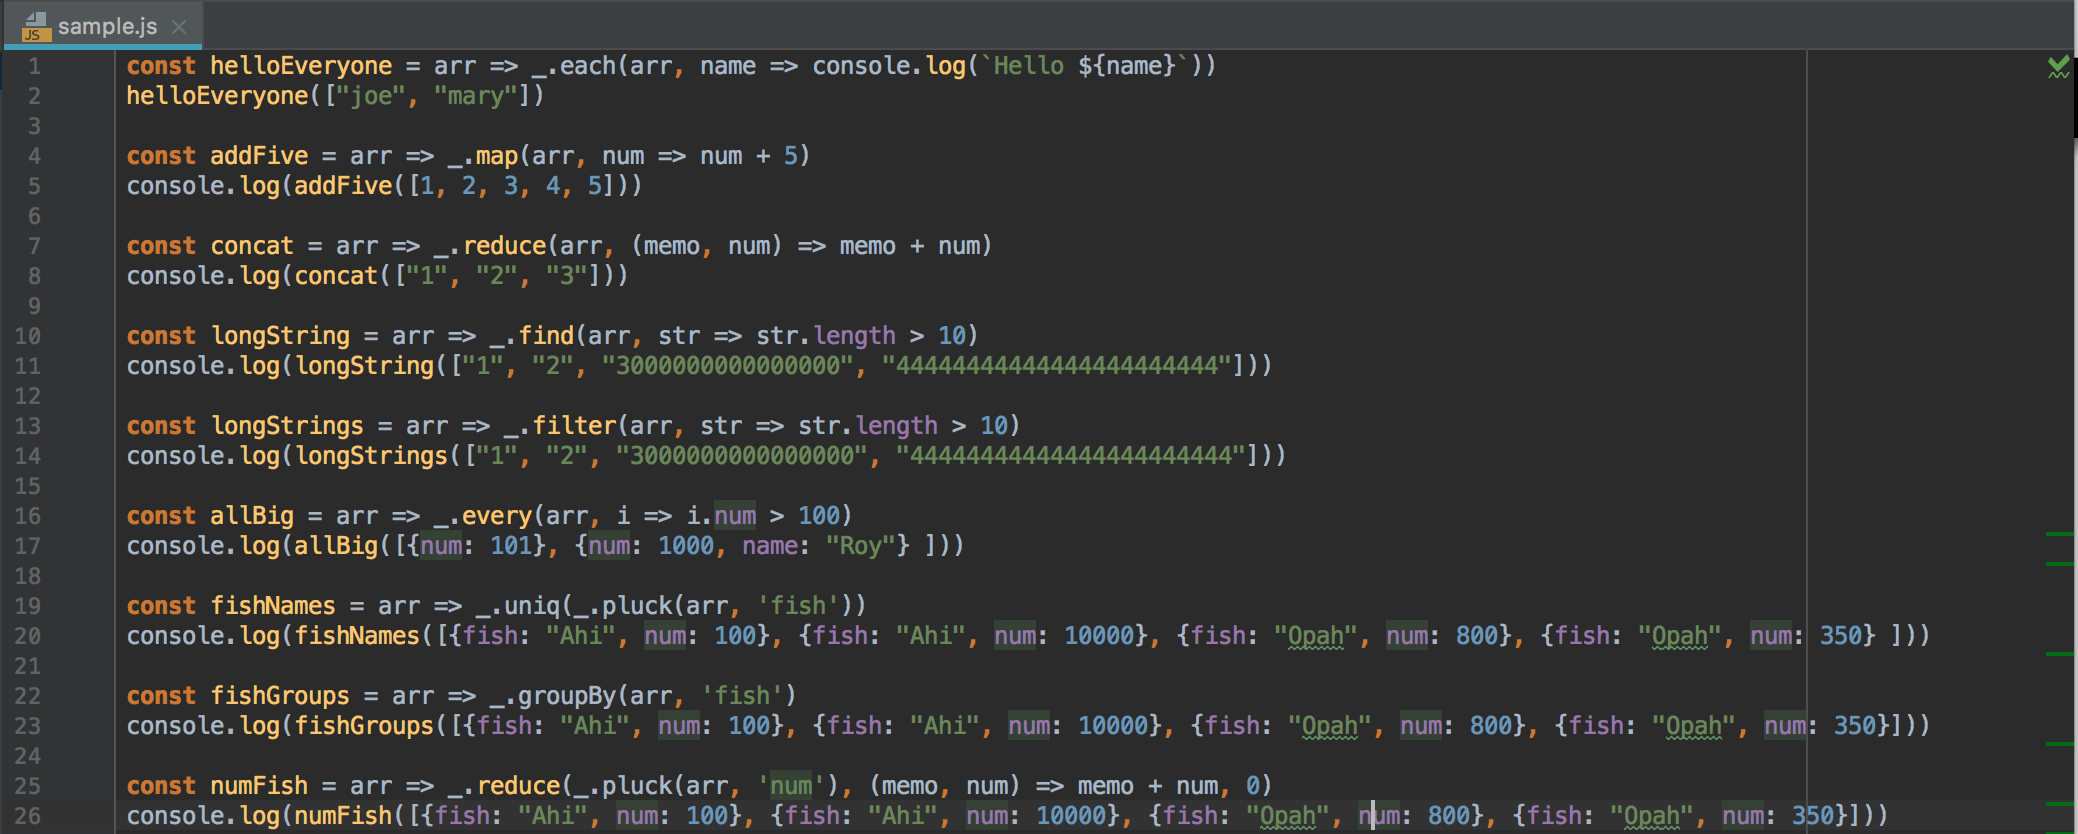 JS sample.js
1 const helloEveryone = arr => _.each(arr, name => console.log(`Hello ${name}`))
2 helloEveryone(["joe", "mary"])
3
4 const addFive = arr => _.map(arr, num => num + 5)
5 console.log(addFive([1, 2, 3, 4, 5]))
6
7 const concat = arr => _.reduce(arr, (memo, num) => memo + num)
8 console.log(concat(["1", "2", "3"]))
9
10 const longString = arr => _.find(arr, str => str.length > 10)
11 console.log(longString(["1", "2", "3000000000000000", "44444444444444444444444"]))
12
13 const longStrings = arr => _.filter(arr, str => str.length > 10)
14 console.log(longStrings(["1", "2", "3000000000000000", "44444444444444444444444"]))
15
16 const allBig = arr => _.every(arr, i => i.num > 100)
17 console.log(allBig([{num: 101}, {num: 1000, name: "Roy"} ]))
18
19 const fishNames = arr => _.uniq(_.pluck(arr, 'fish'))
20 console.log(fishNames([{fish: "Ahi", num: 100}, {fish: "Ahi", num: 10000}, {fish: "Opah", num: 800}, {fish: "Opah", num: 350} ]))
21
22 const fishGroups = arr => _.groupBy(arr, 'fish')
23 console.log(fishGroups([{fish: "Ahi", num: 100}, {fish: "Ahi", num: 10000}, {fish: "Opah", num: 800}, {fish: "Opah", num: 350}]))
24
25 const numFish = arr => _.reduce(_.pluck(arr, 'num'), (memo, num) => memo + num, 0)
26 console.log(numFish([{fish: "Ahi", num: 100}, {fish: "Ahi", num: 10000}, {fish: "Opah", num: 800}, {fish: "Opah", num: 350}]))